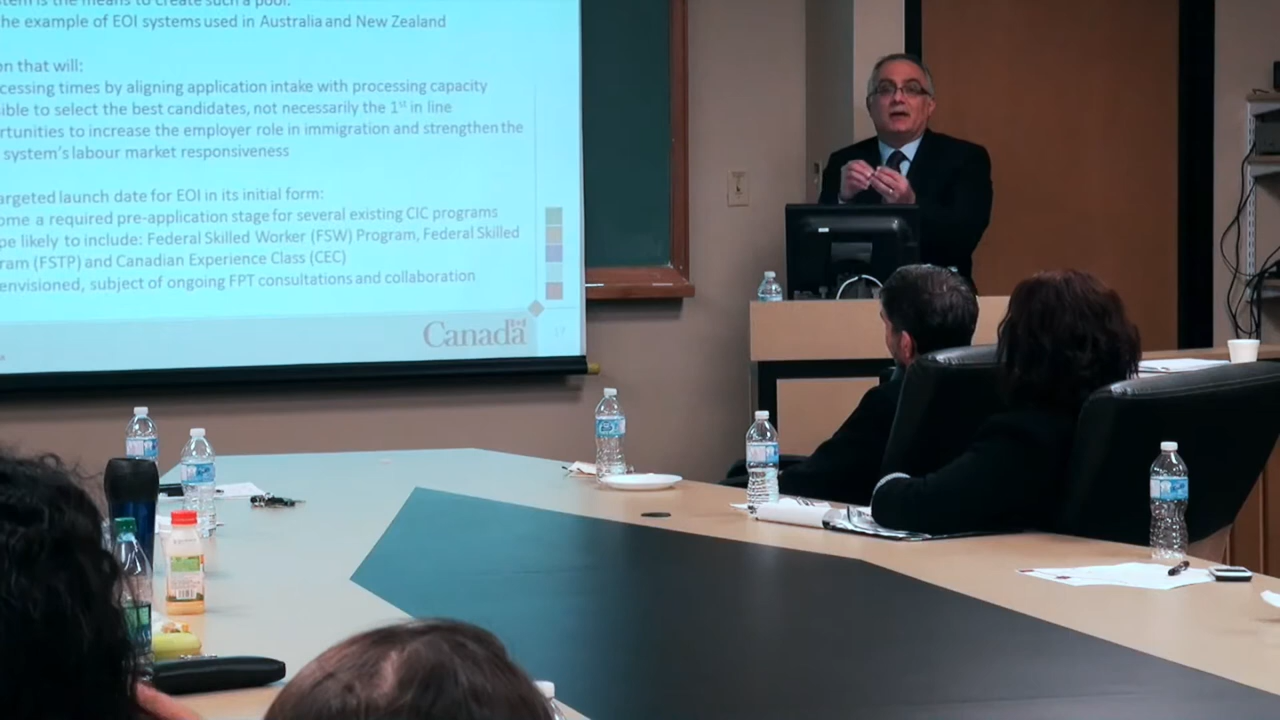 stem is the means to create such a pool.
the example of EOI systems used in Australia and New Zealand
on that will:
cessing times by aligning application intake with processing capacity
sible to select the best candidates, not necessarily the 1st in line
rtunities to increase the employer role in immigration and strengthen the
system's labour market responsiveness
argeted launch date for EOI in its initial form:
ome a required pre-application stage for several existing CIC programs
pe likely to include: Federal Skilled Worker (FSW) Program, Federal Skilled
ram (FSTP) and Canadian Experience Class (CEC)
envisioned, subject of ongoing FPT consultations and collaboration
Canada
17